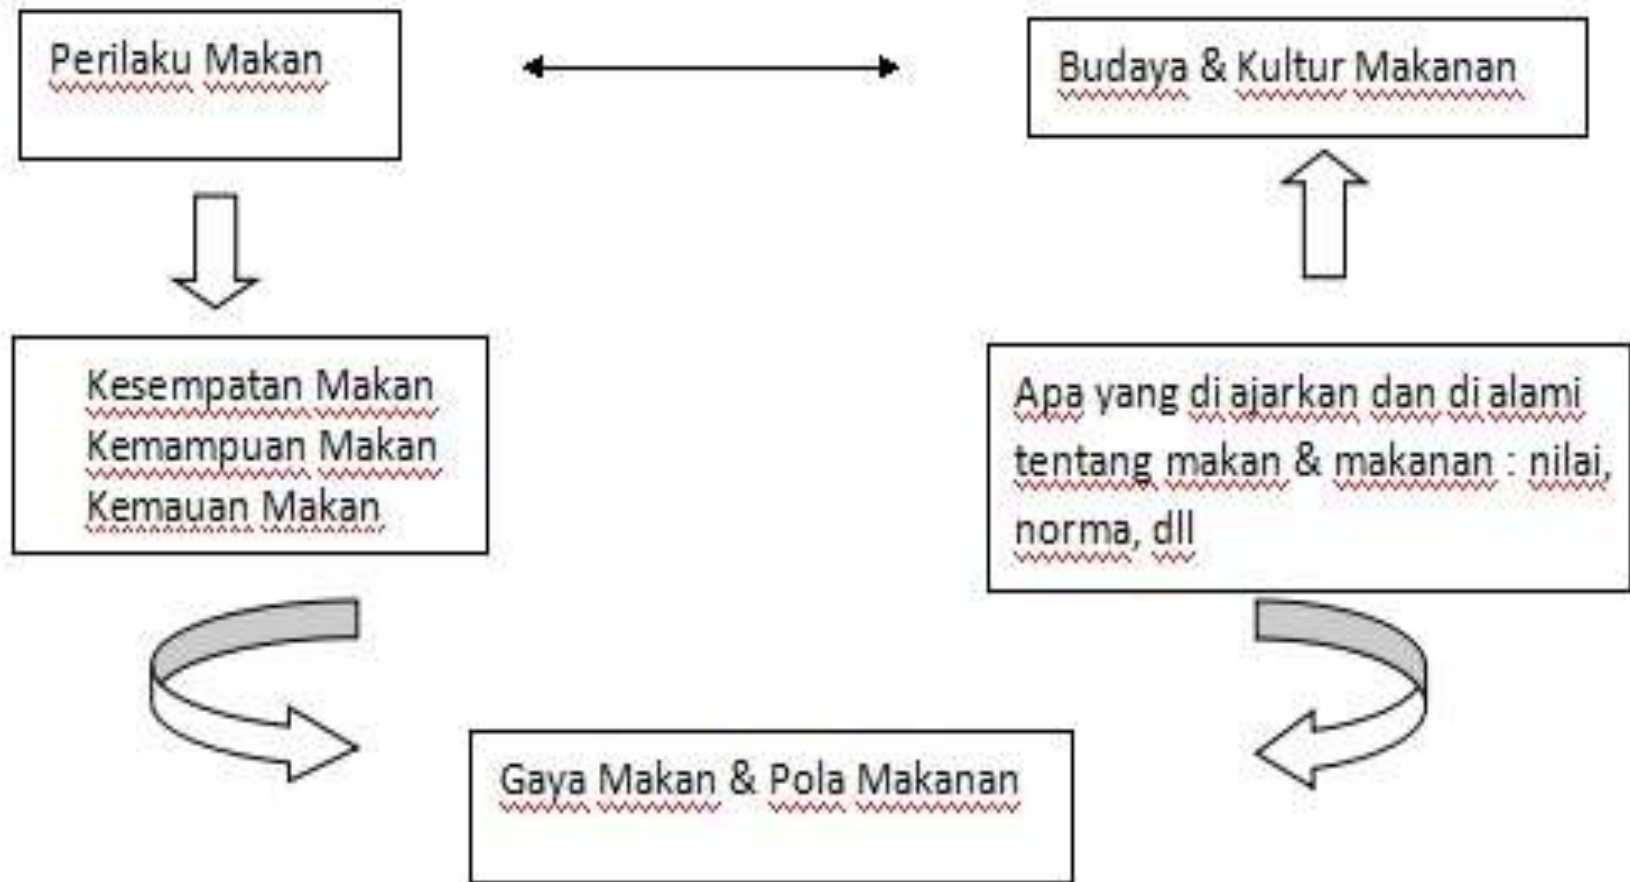 Perilaku Makan
Budaya & Kultur Makanan
Kesempatan Makan
Kemampuan Makan
Kemauan Makan
Apa yang di ajarkan dan di alami
tentang makan & makanan : nilai,
norma, dll
Gaya Makan & Pola Makanan